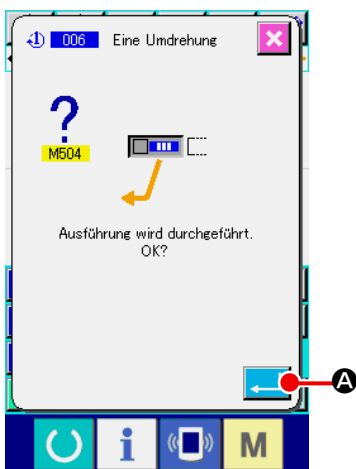 006 Eine Umdrehung
?
M504
Ausführung wird durchgeführt.
OK?
A
i M